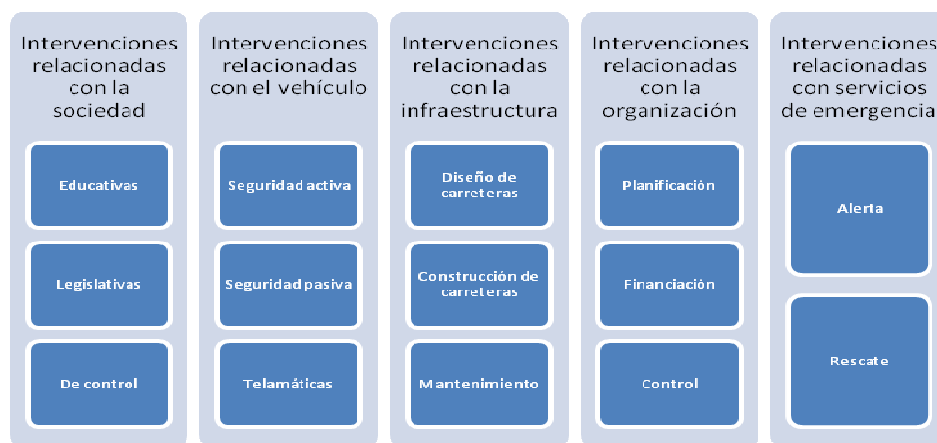 Intervenciones
relacionadas
con la
sociedad
Educativas
Legislativas
De control
Intervenciones
relacionadas
con el vehículo
Seguridad activa
Seguridad pasiva
Telamáticas
Intervenciones
relacionadas
con la
infraestructura
Diseño de
carreteras
Construcción de
carreteras
Mantenimiento
Intervenciones
relacionadas
con la
organización
Planificación
Financiación
Control
Intervenciones
relacionadas
con servicios
de emergencia
Alerta
Rescate